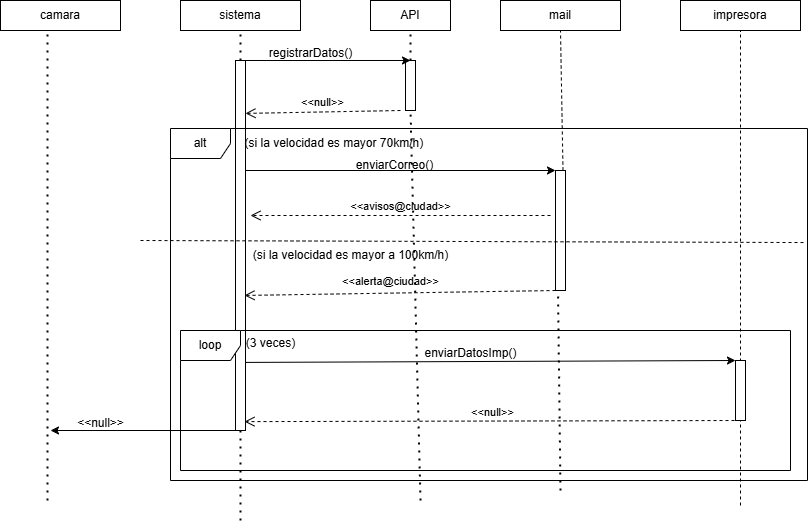 camara
sistema
API
mail
impresora
registrarDatos()
<<null>>
alt
(si la velocidad es mayor 70km/h)
enviarCorreo()
<<avisos@ciudad>>
(si la velocidad es mayor a 100km/h)
<<alerta@ciudad>>
loop
(3 veces)
enviarDatosImp()
<<null>>
<<null>>